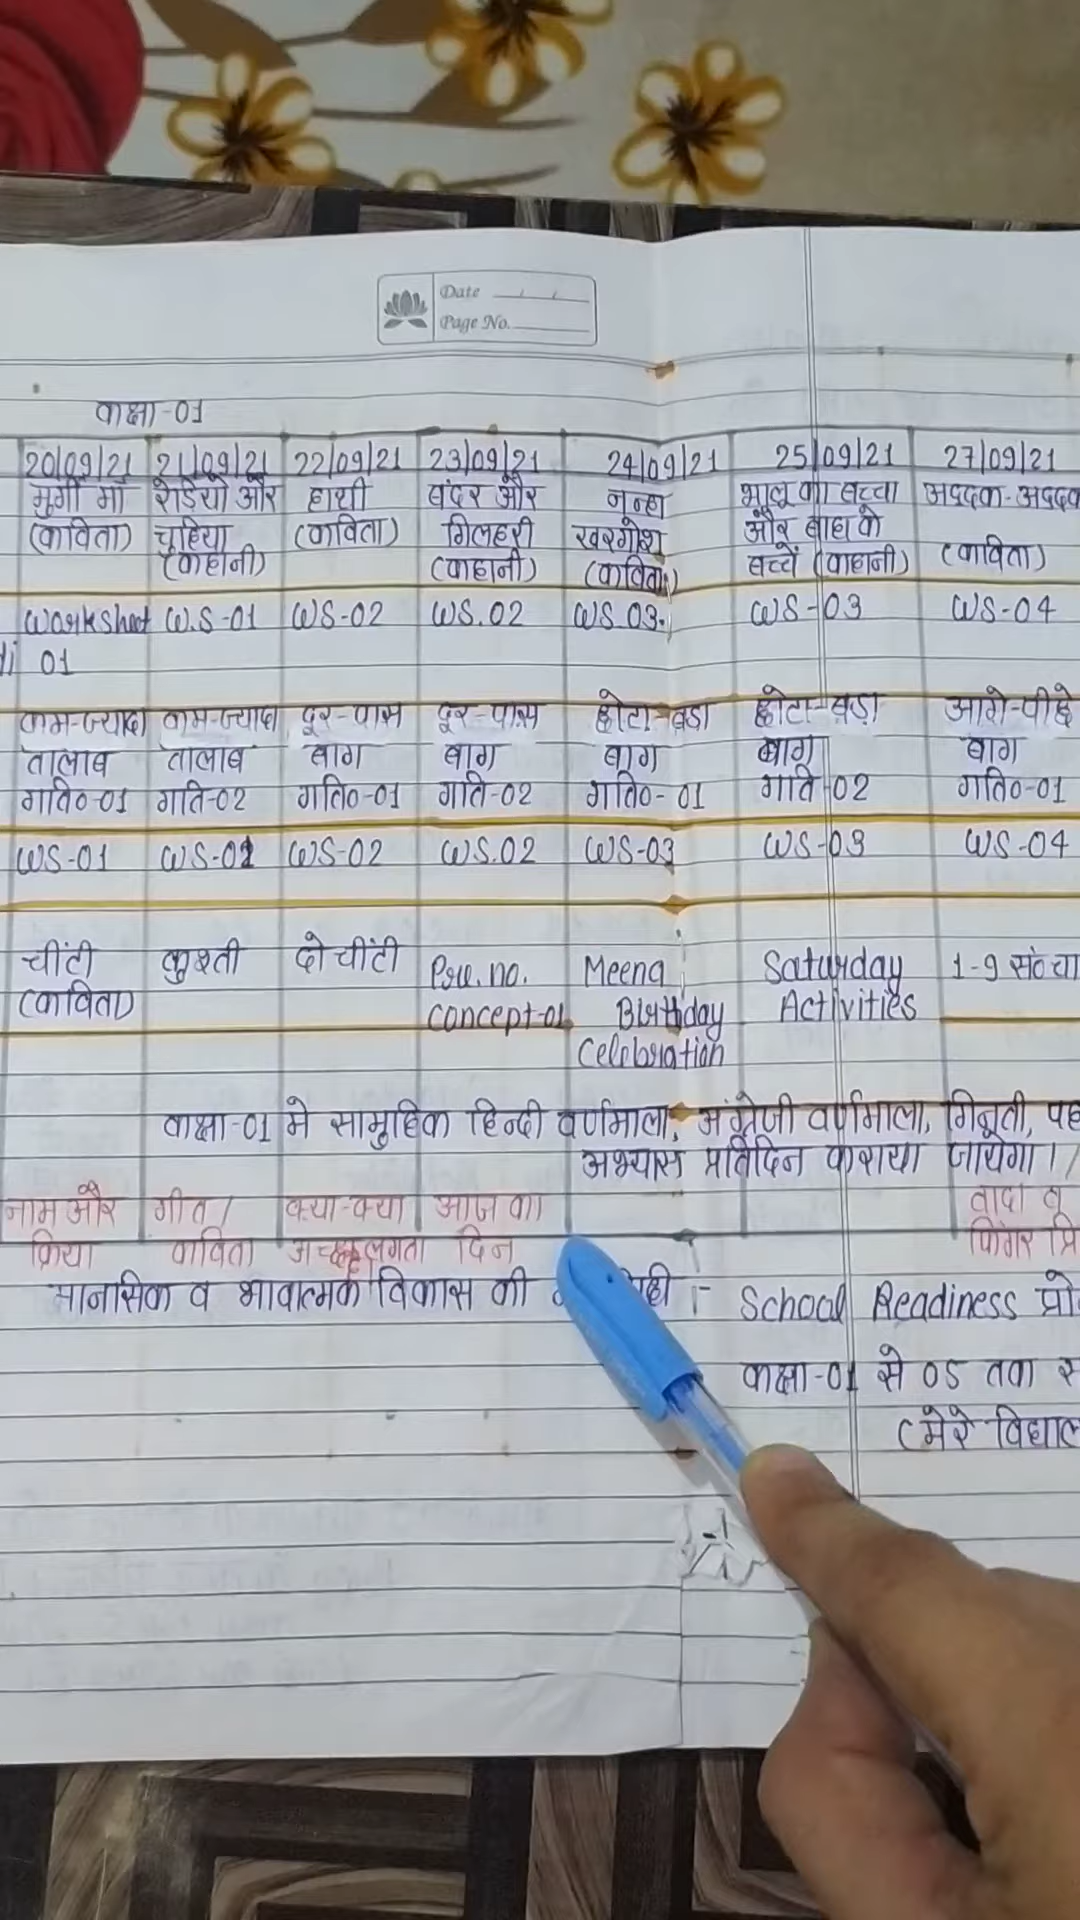 Date
Page No.
कक्षा-01
20/09/21 21/09/21 22/09/21 23/09/21 24/09/21 25/09/21 27/09/21
मुर्गी माँ रोडियो और हाथी बंदर और नन्हा भालू का बच्चा अददक-अददक
(कविता) चुहिया (कविता) गिलहरी खरगोश और बाघ के (कविता)
(कहानी) (कहानी) (कविता) बच्चें (कहानी)
Worksheet W.S-01 WS-02 WS.02 WS 03. WS-03 WS-04
01
कम-ज्यादा कम-ज्यादा दूर-पास दूर-पास छोटा-बड़ा छोटा-बड़ा आगे-पीछे
तालाब तालाब बाग बाग बाग बाग बाग
गति०-01 गति-02 गति०-01 गति-02 गति०-01 गति-02 गति०-01
WS-01 WS-01 WS-02 WS.02 WS-03 WS-03 WS-04
चींटी कुश्ती दो चींटी Pre.no. Meena Saturday 1-9 सं०
(कविता) concept-01 Birthday Activities
Celebration
कक्षा-01 मे सामुहिक हिन्दी वर्णमाला, अंग्रेजी वर्णमाला, गिनती,
अभ्यास प्रतिदिन कराया जायेगा।
नाम और गीत/ क्या-क्या आज का वादा व
क्रिया कविता अच्छा लगता दिन फिंगर
मानसिक व भावात्मक विकास की - School Readiness
कक्षा-01 से 05 तक
(मेरे